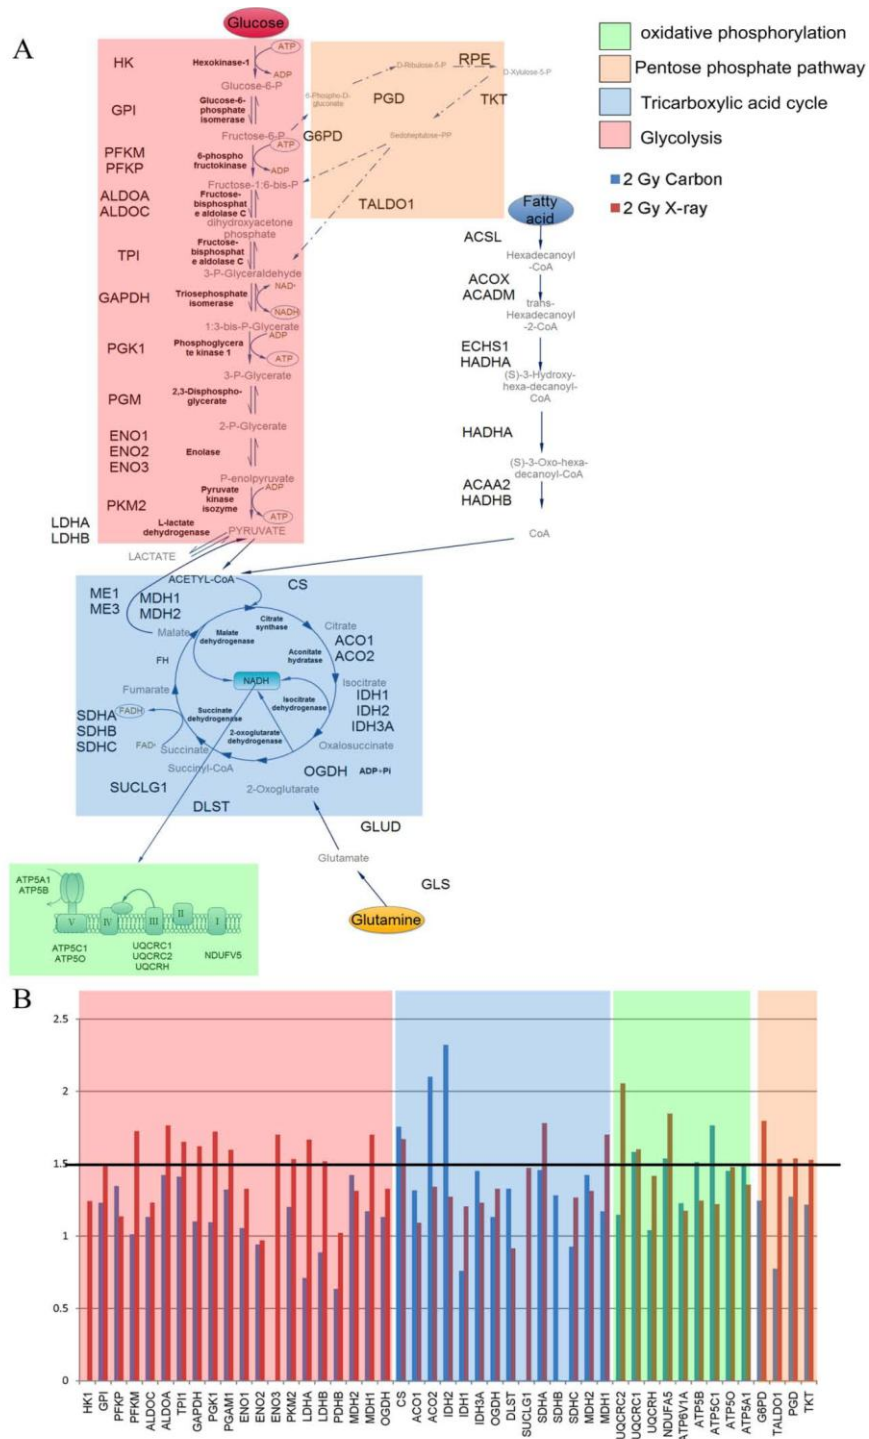 A
Glucose
oxidative phosphorylation
Pentose phosphate pathway
Tricarboxylic acid cycle
Glycolysis
2 Gy Carbon
2 Gy X-ray
HK
Hexokinase-1
ATP
ADP
Glucose-6-P
GPI
Glucose-6-
phosphate
isomerase
Fructose-6-P
PFKM
PFKP
6-phospho
fructokinase
ATP
ADP
Fructose-1:6-bis-P
ALDOA
ALDOC
Fructose-
bisphosphat
e aldolase C
dihydroxyacetone
phosphate
TPI
Fructose-
bisphosphat
e aldolase C
3-P-Glyceraldehyde
GAPDH
Triosephosphate
isomerase
NAD+
NADH
1:3-bis-P-Glycerate
PGK1
Phosphoglycera
te kinase 1
ADP
ATP
3-P-Glycerate
PGM
2,3-Disphospho-
glycerate
2-P-Glycerate
ENO1
ENO2
ENO3
Enolase
P-enolpyruvate
PKM2
Pyruvate
kinase
isozyme
ADP
ATP
LDHA
LDHB
L-lactate
dehydrogenase
PYRUVATE
LACTATE
D-Ribulose-5-P
RPE
D-Xylulose-5-P
6-Phospho-D-
gluconate
PGD
TKT
G6PD
Sedoheptulose-PP
TALDO1
Fatty
acid
ACSL
Hexadecanoyl
-CoA
ACOX
ACADM
trans-
Hexadecanoyl
-2-CoA
ECHS1
HADHA
(S)-3-Hydroxy-
hexa-decanoyl-
CoA
HADHA
(S)-3-Oxo-hexa-
decanoyl-CoA
ACAA2
HADHB
CoA
ACETYL-CoA
CS
ME1
ME3
MDH1
MDH2
Malate
Malate
dehydrogenase
Citrate
synthase
Citrate
ACO1
ACO2
Aconitate
hydratase
FH
NADH
Isocitrate
IDH1
IDH2
IDH3A
Fumarate
Isocitrate
dehydrogenase
SDHA
SDHB
SDHC
FADH
Succinate
dehydrogenase
2-oxoglutarate
dehydrogenase
FAD+
Succinate
Oxalosuccinate
Succinyl-CoA
OGDH
ADP+Pi
SUCLG1
2-Oxoglutarate
DLST
GLUD
Glutamate
GLS
Glutamine
ATP5A1
ATP5B
V
IV
III
II
I
ATP5C1
ATP5O
UQCRC1
UQCRC2
UQCRH
NDUFV5
B
2.5
2
1.5
1
0.5
0
HK1
GPI
PFKP
PFKM
ALDOC
ALDOA
TPI1
GAPDH
PGK1
PGAM1
ENO1
ENO2
ENO3
PKM2
LDHA
LDHB
PDHB
MDH2
MDH1
OGDH
CS
ACO1
ACO2
IDH2
IDH1
IDH3A
OGDH
DLST
SUCLG1
SDHA
SDHB
SDHC
MDH2
MDH1
UQCRC2
UQCRC1
UQCRH
NDUFA5
ATP6V1A
ATP5B
ATP5C1
ATP5O
ATP5A1
G6PD
TALDO1
PGD
TKT